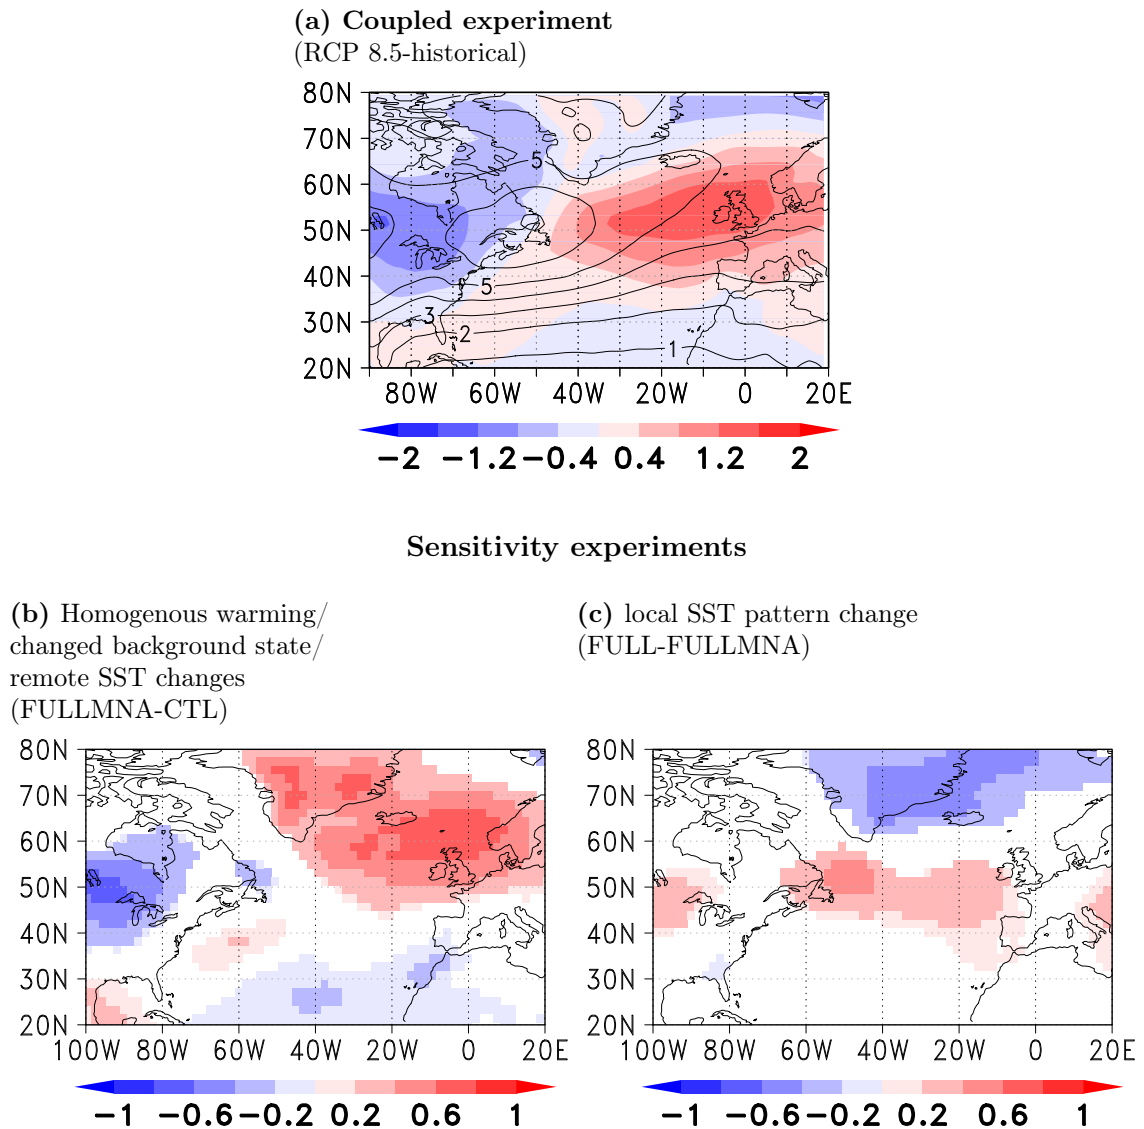 (a) Coupled experiment
(RCP 8.5-historical)
80N
70N
60N
50N
40N
30N
20N
5
5
3
2
1
80W 60W 40W 20W 0 20E
−2 −1.2 −0.4 0.4 1.2 2
Sensitivity experiments
(b) Homogenous warming/
changed background state/
remote SST changes
(FULLMNA-CTL)
(c) local SST pattern change
(FULL-FULLMNA)
80N
70N
60N
50N
40N
30N
20N
100W 80W 60W 40W 20W 0 20E
−1 −0.6 −0.2 0.2 0.6 1
80N
70N
60N
50N
40N
30N
20N
100W 80W 60W 40W 20W 0 20E
−1 −0.6 −0.2 0.2 0.6 1